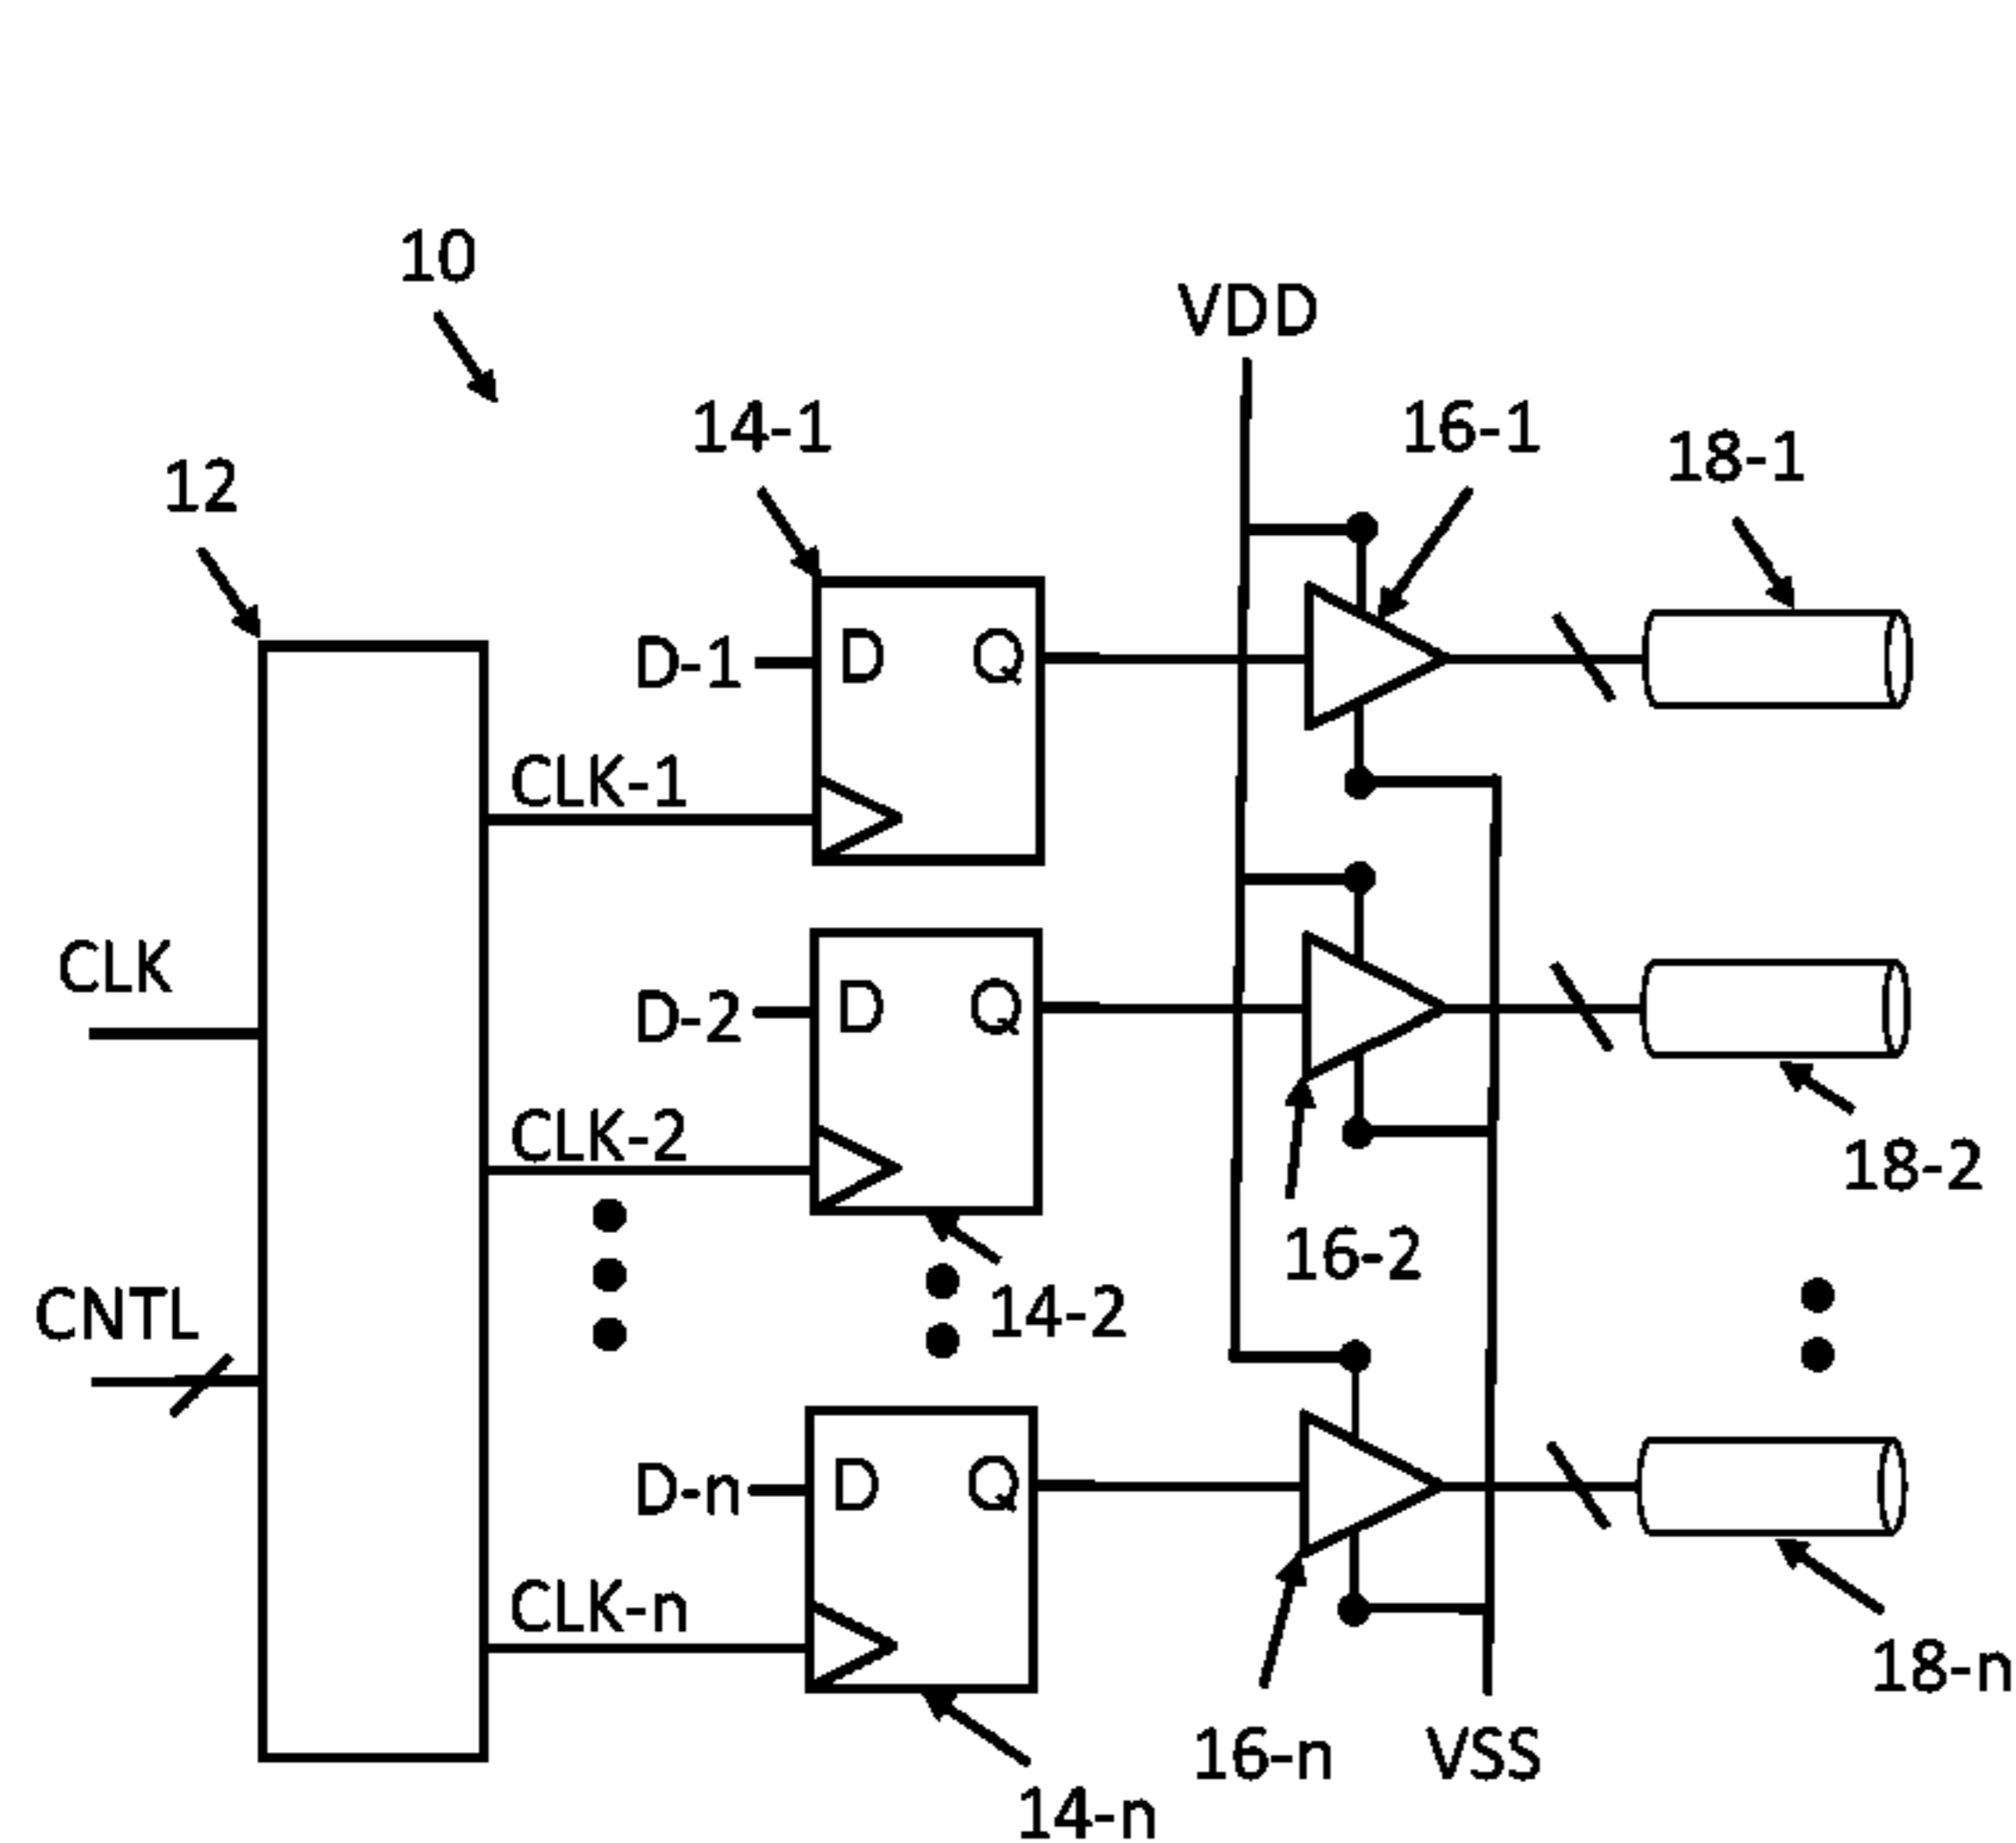 10
VDD
14-1
16-1
18-1
12
D-1
D
Q
CLK-1
CLK
D-2
D
Q
CLK-2
18-2
16-2
14-2
CNTL
D-n
D
Q
CLK-n
18-n
16-n
VSS
14-n